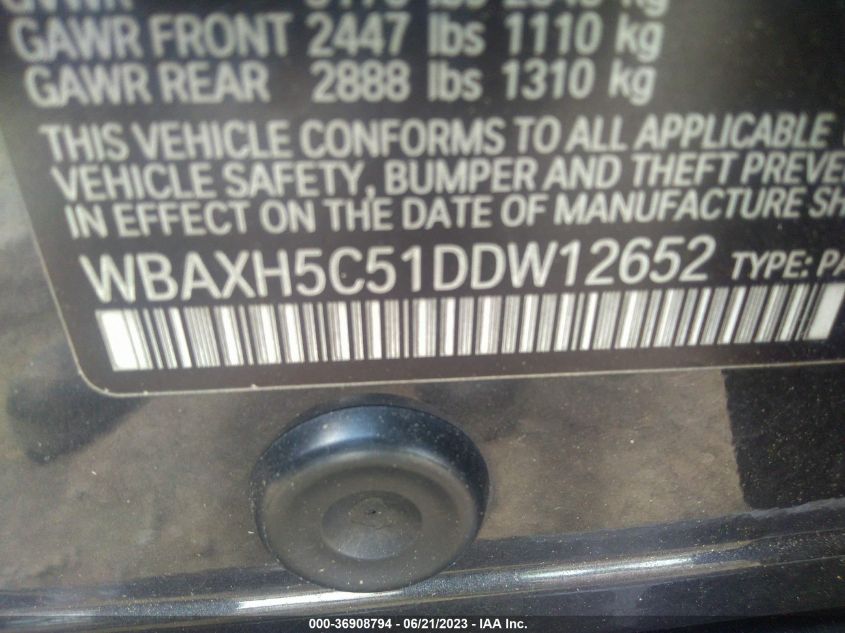 GAWR FRONT 2447 lbs 1110 kg
GAWR REAR 2888 lbs 1310 kg
THIS VEHICLE CONFORMS TO ALL APPLICABLE
VEHICLE SAFETY, BUMPER AND THEFT PREVE
IN EFFECT ON THE DATE OF MANUFACTURE SH
WBAXH5C51DDW12652 TYPE: PA
000-36908794 - 06/21/2023 - IAA Inc.